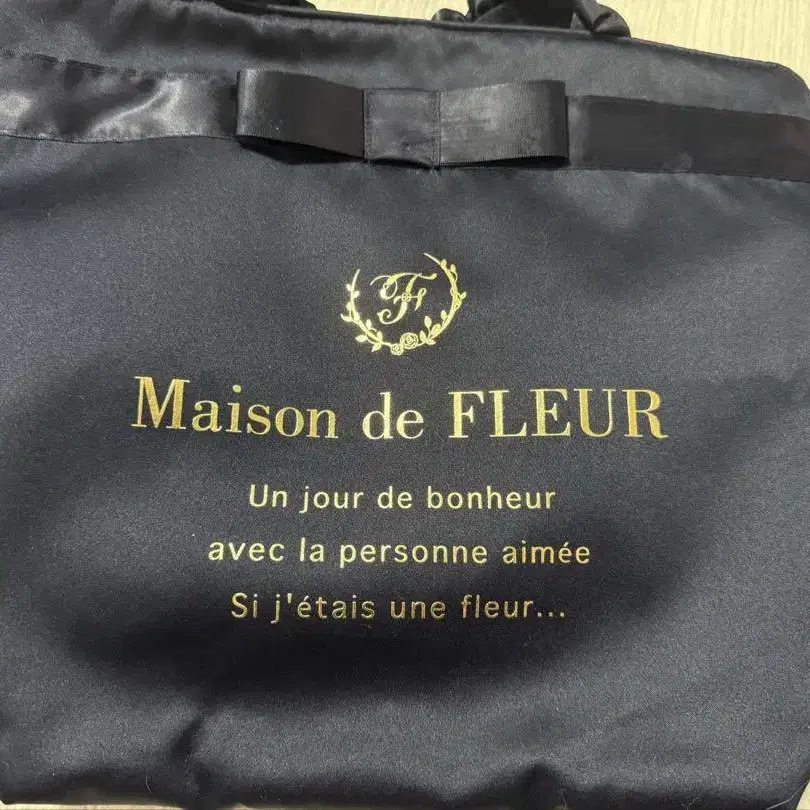 F
Maison de FLEUR
Un jour de bonheur
avec la personne aimée
Si j'étais une fleur...